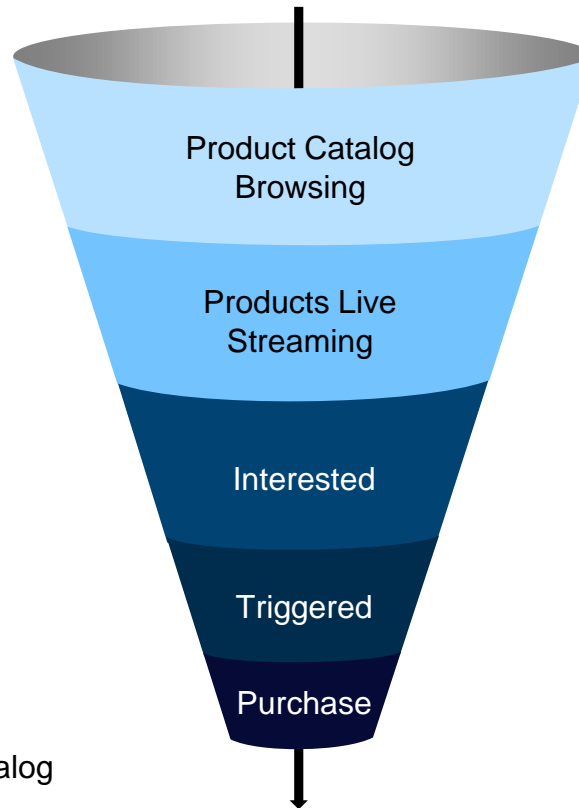 Product Catalog
Browsing
Products Live
Streaming
Interested
Triggered
Purchase
alog